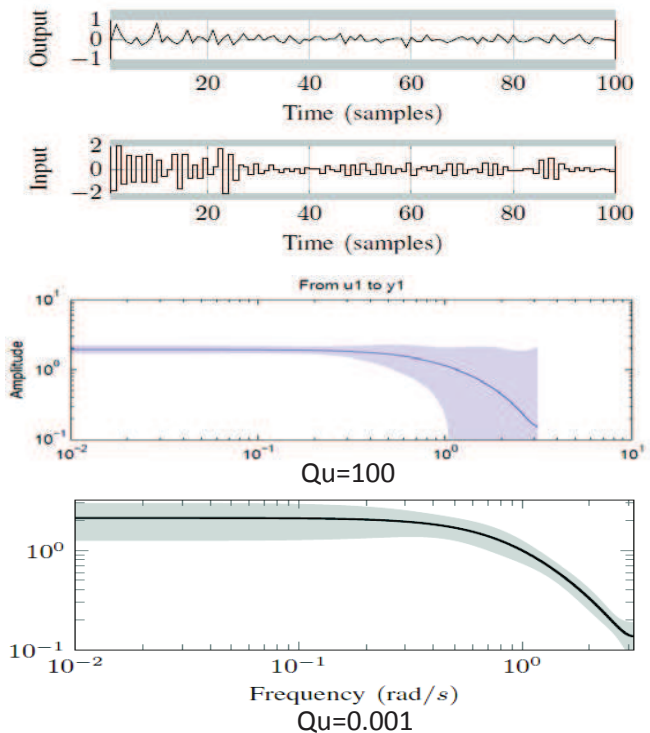 Output
1
0
−1
20 40 60 80 100
Time (samples)
Input
2
0
−2
20 40 60 80 100
Time (samples)
From u1 to y1
Amplitude
10^1
10^0
10^-1
10^-2 10^-1 10^0 10^1
Qu=100
10^0
10^−1
10^−2 10^−1 10^0
Frequency (rad/s)
Qu=0.001